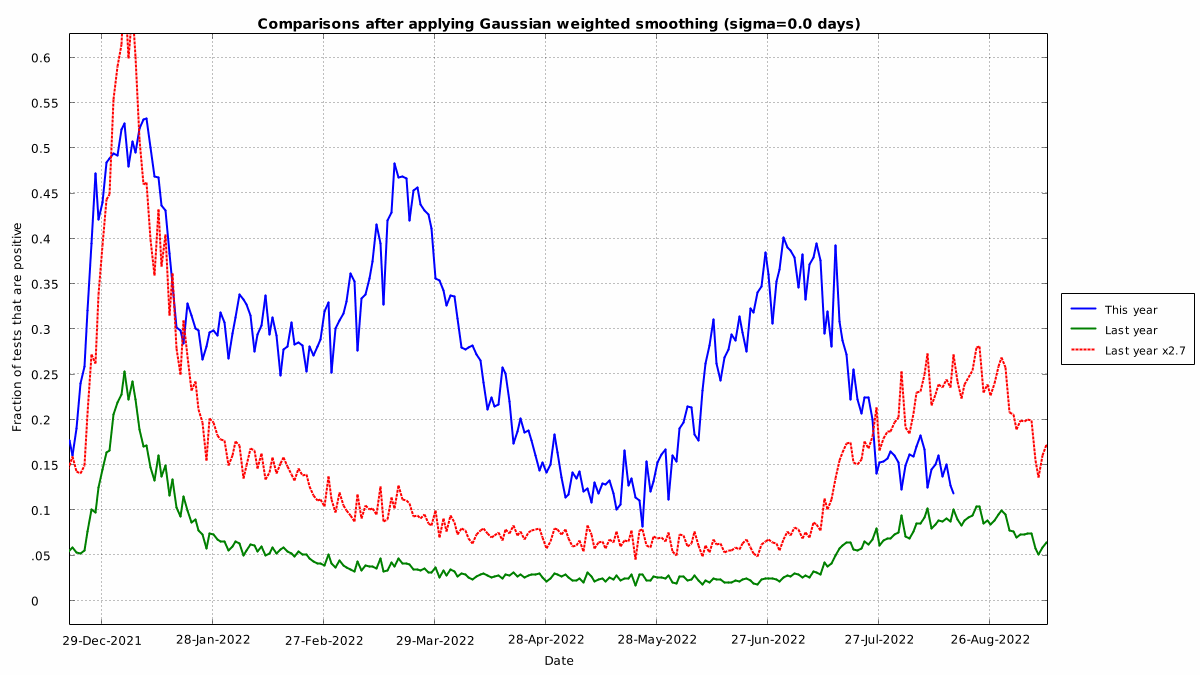 Comparisons after applying Gaussian weighted smoothing (sigma=0.0 days)
0.6
0.55
0.5
0.45
0.4
0.35
0.3
0.25
0.2
0.15
0.1
.05
0
Fraction of tests that are positive
29-Dec-2021 28-Jan-2022 27-Feb-2022 29-Mar-2022 28-Apr-2022 28-May-2022 27-Jun-2022 27-Jul-2022 26-Aug-2022
Date
This year
Last year
Last year x2.7